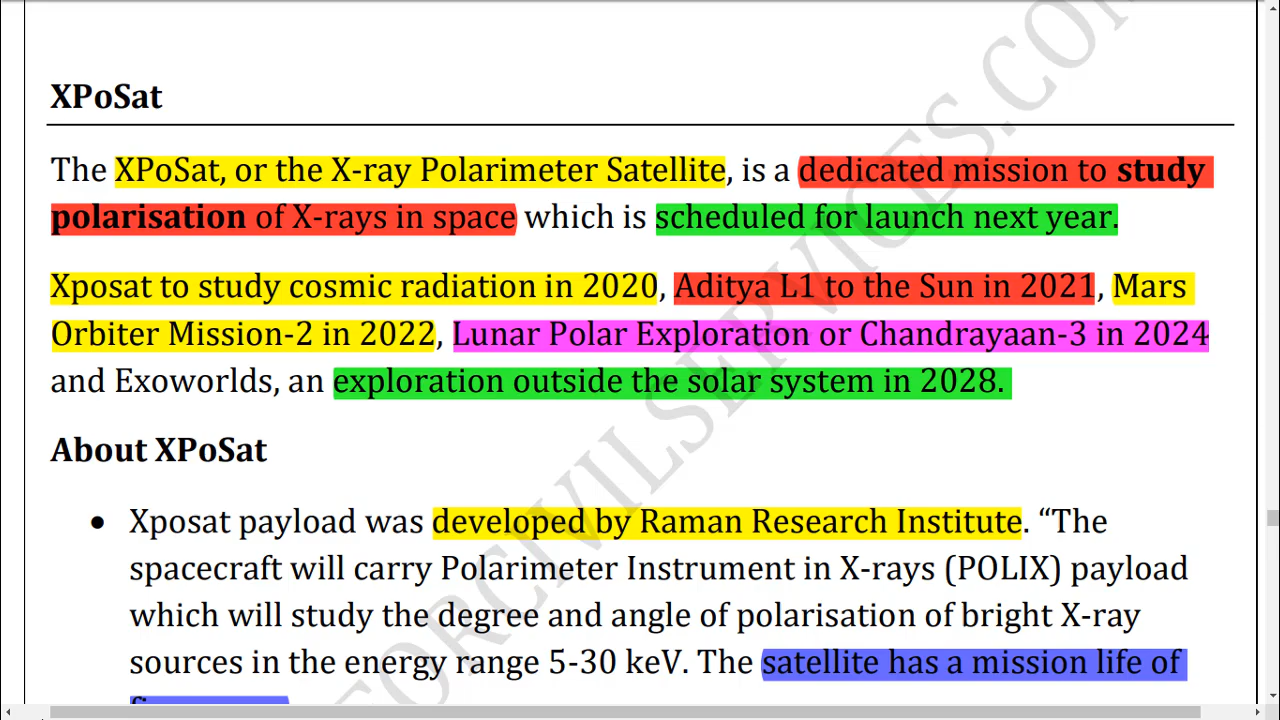 XPoSat
The XPoSat, or the X-ray Polarimeter Satellite, is a dedicated mission to study
polarisation of X-rays in space which is scheduled for launch next year.
Xposat to study cosmic radiation in 2020, Aditya L1 to the Sun in 2021, Mars
Orbiter Mission-2 in 2022, Lunar Polar Exploration or Chandrayaan-3 in 2024
and Exoworlds, an exploration outside the solar system in 2028.
About XPoSat
• Xposat payload was developed by Raman Research Institute. “The
spacecraft will carry Polarimeter Instrument in X-rays (POLIX) payload
which will study the degree and angle of polarisation of bright X-ray
sources in the energy range 5-30 keV. The satellite has a mission life of
FORCIVILSERVICES.COM